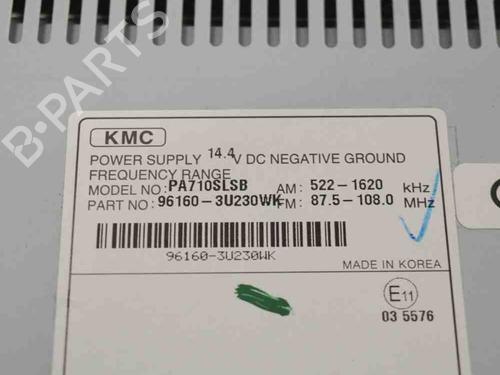 B-PARTS
KMC
POWER SUPPLY 14.4V DC NEGATIVE GROUND
FREQUENCY RANGE
MODEL NO: PA710SLSB AM: 522-1620 kHz
PART NO: 96160-3U230WK FM: 87.5-108.0 MHz
96160-3U230WK
MADE IN KOREA
E11
03 5576